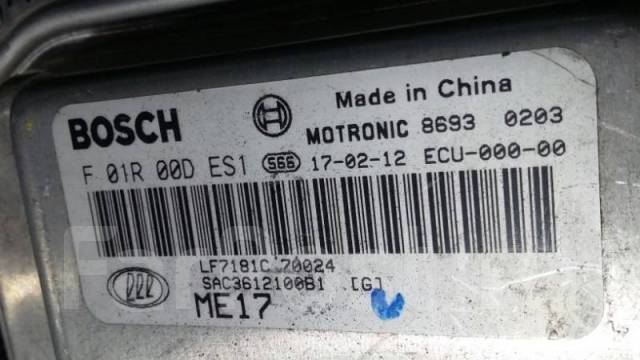 Made in China
BOSCH
MOTRONIC 8693 0203
F 01R 00D ES1 566 17-02-12 ECU-000-00
LF7181C 70024
SAC3612100B1 [G]
ME17